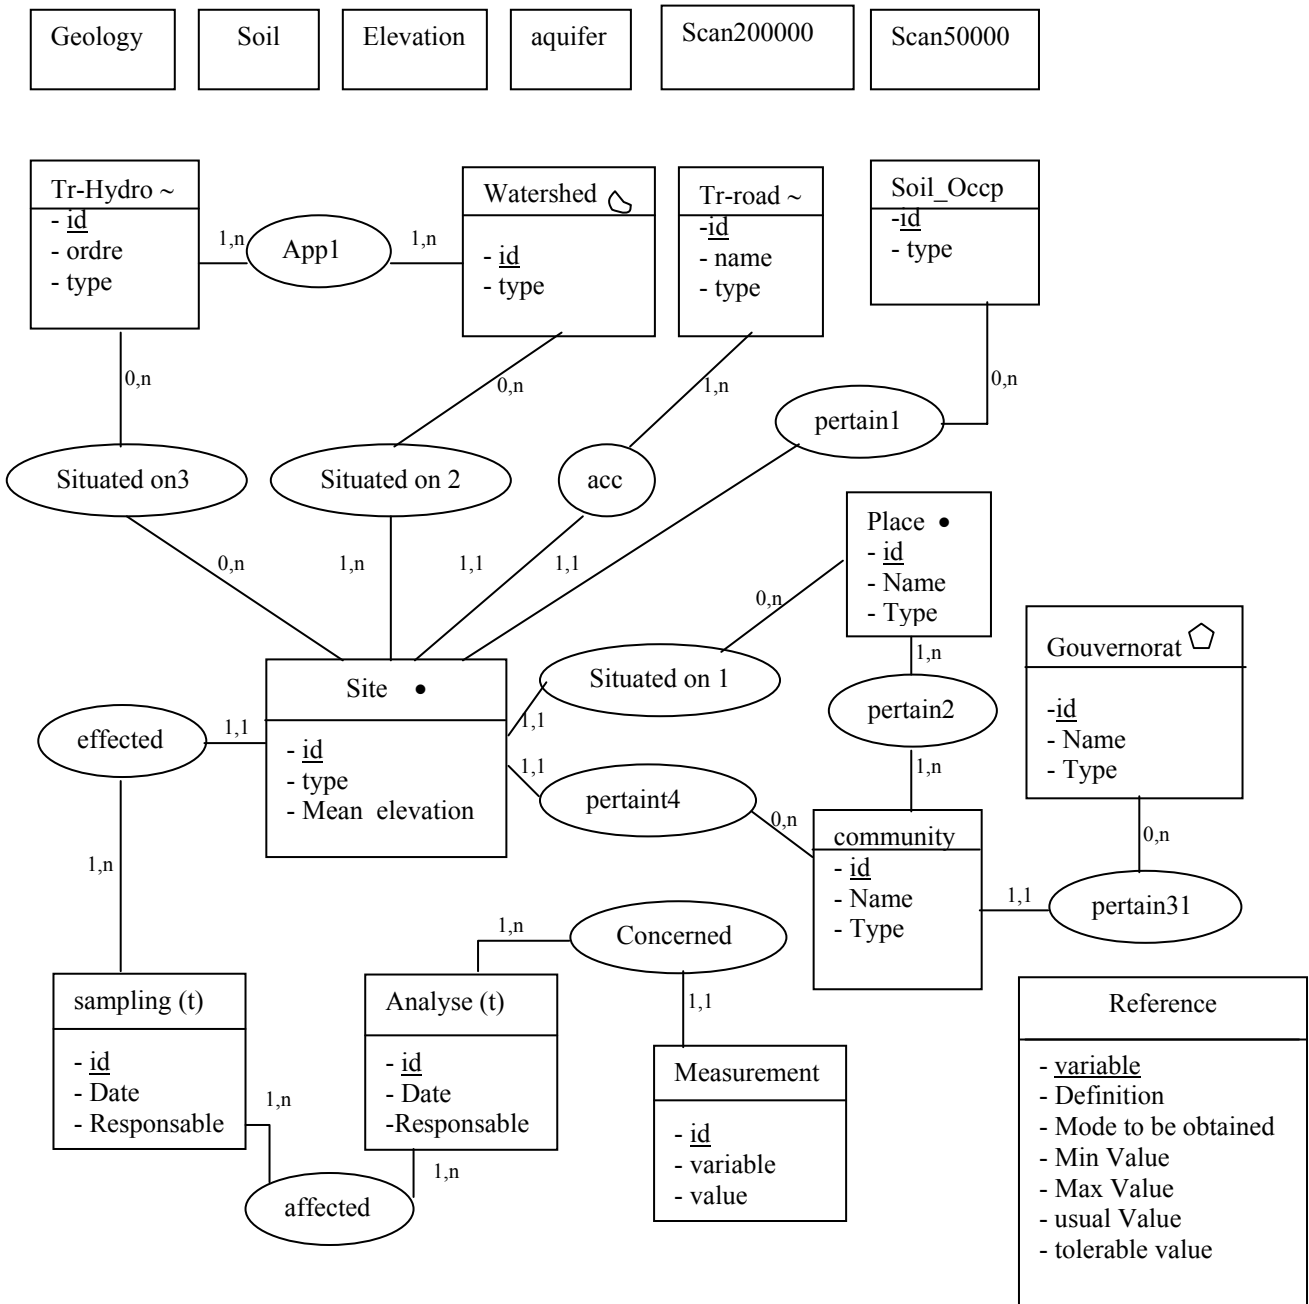 Geology
Soil
Elevation
aquifer
Scan200000
Scan50000
Tr-Hydro ~
- id
- ordre
- type
1,n
App1
1,n
Watershed
- id
- type
Tr-road ~
-id
- name
- type
Soil_Occp
-id
- type
0,n
0,n
1,n
0,n
pertain1
Situated on3
Situated on 2
acc
Place •
- id
- Name
- Type
0,n
1,n
1,1
1,1
0,n
Site •
- id
- type
- Mean elevation
Situated on 1
1,1
1,n
pertain2
1,n
Gouvernorat
-id
- Name
- Type
effected
1,1
1,1
pertaint4
0,n
community
- id
- Name
- Type
0,n
1,1
pertain31
1,n
1,n
Concerned
1,1
sampling (t)
- id
- Date
- Responsable
1,n
Analyse (t)
- id
- Date
-Responsable
1,n
affected
Measurement
- id
- variable
- value
Reference
- variable
- Definition
- Mode to be obtained
- Min Value
- Max Value
- usual Value
- tolerable value